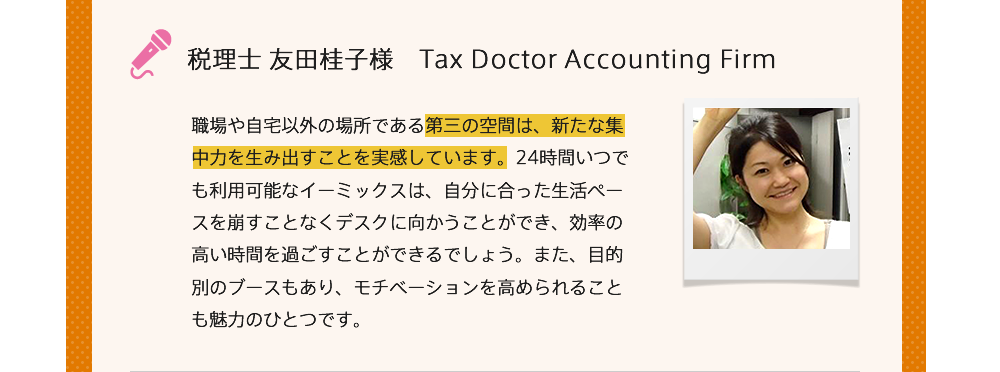 税理士 友田桂子様　Tax Doctor Accounting Firm
職場や自宅以外の場所である第三の空間は、新たな集
中力を生み出すことを実感しています。24時間いつで
も利用可能なイーミックスは、自分に合った生活ペー
スを崩すことなくデスクに向かうことができ、効率の
高い時間を過ごすことができるでしょう。また、目的
別のブースもあり、モチベーションを高められること
も魅力のひとつです。